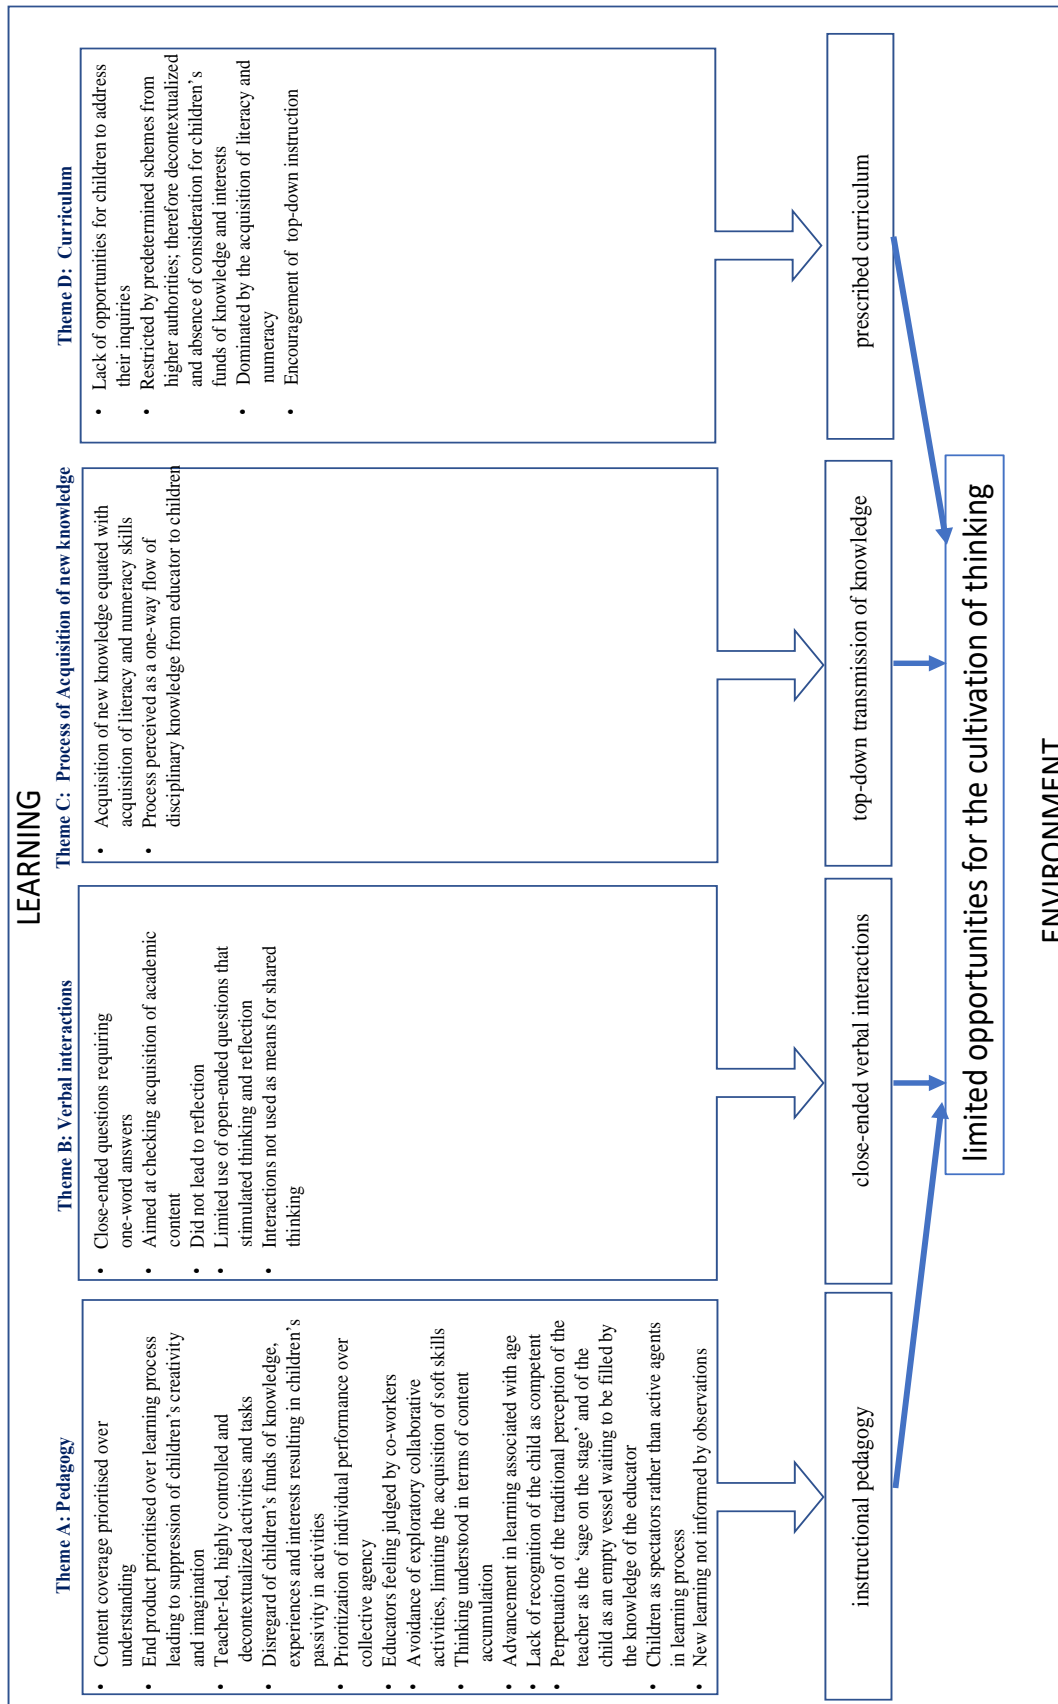 LEARNING
Theme A: Pedagogy
• Content coverage prioritised over
understanding
• End product prioritised over learning process
leading to suppression of children's creativity
and imagination
• Teacher-led, highly controlled and
decontextualized activities and tasks
• Disregard of children's funds of knowledge,
experiences and interests resulting in children's
passivity in activities
• Prioritization of individual performance over
collective agency
• Educators feeling judged by co-workers
• Avoidance of exploratory collaborative
activities, limiting the acquisition of soft skills
• Thinking understood in terms of content
accumulation
• Advancement in learning associated with age
• Lack of recognition of the child as competent
• Perpetuation of the traditional perception of the
teacher as the 'sage on the stage' and of the
child as an empty vessel waiting to be filled by
the knowledge of the educator
• Children as spectators rather than active agents
in learning process
• New learning not informed by observations
instructional pedagogy
Theme B: Verbal interactions
• Close-ended questions requiring
one-word answers
• Aimed at checking acquisition of academic
content
• Did not lead to reflection
• Limited use of open-ended questions that
stimulated thinking and reflection
• Interactions not used as means for shared
thinking
close-ended verbal interactions
Theme C: Process of Acquisition of new knowledge
• Acquisition of new knowledge equated with
acquisition of literacy and numeracy skills
• Process perceived as a one-way flow of
disciplinary knowledge from educator to children
top-down transmission of knowledge
Theme D: Curriculum
• Lack of opportunities for children to address
their inquiries
• Restricted by predetermined schemes from
higher authorities; therefore decontextualized
and absence of consideration for children's
funds of knowledge and interests
• Dominated by the acquisition of literacy and
numeracy
• Encouragement of top-down instruction
prescribed curriculum
limited opportunities for the cultivation of thinking
ENVIRONMENT